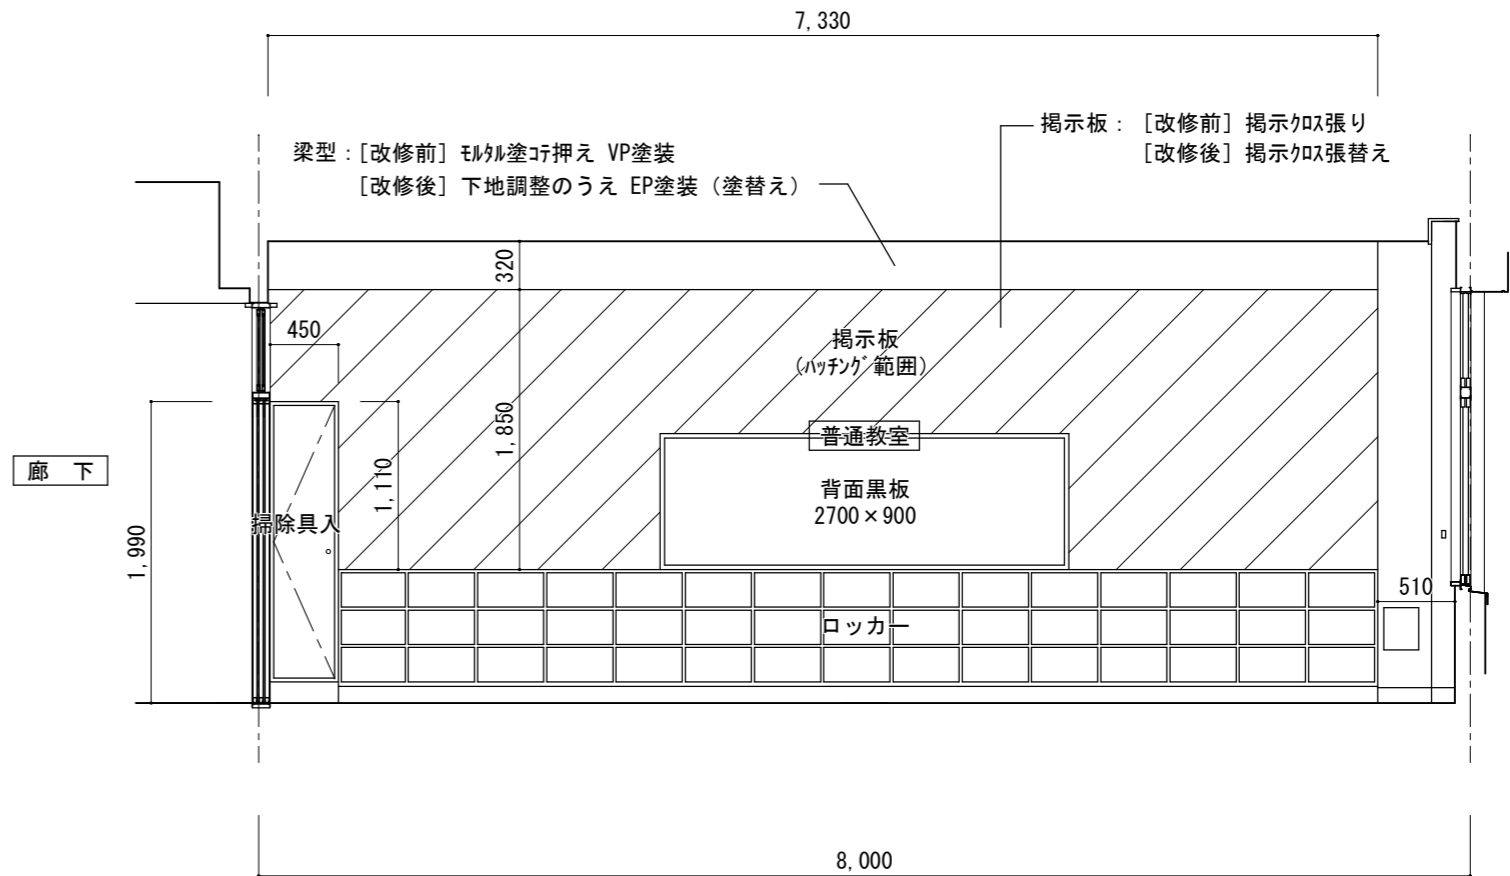 7,330
掲示板: [改修前] 掲示クロス張り
[改修後] 掲示クロス張替え
梁型:[改修前] モルタル塗コテ押え VP塗装
[改修後] 下地調整のうえ EP塗装(塗替え)
320
450
掲示板
(ハッチング範囲)
1,850
普通教室
廊 下
1,110
背面黒板
2700×900
掃除具入
1,990
510
ロッカー
8,000